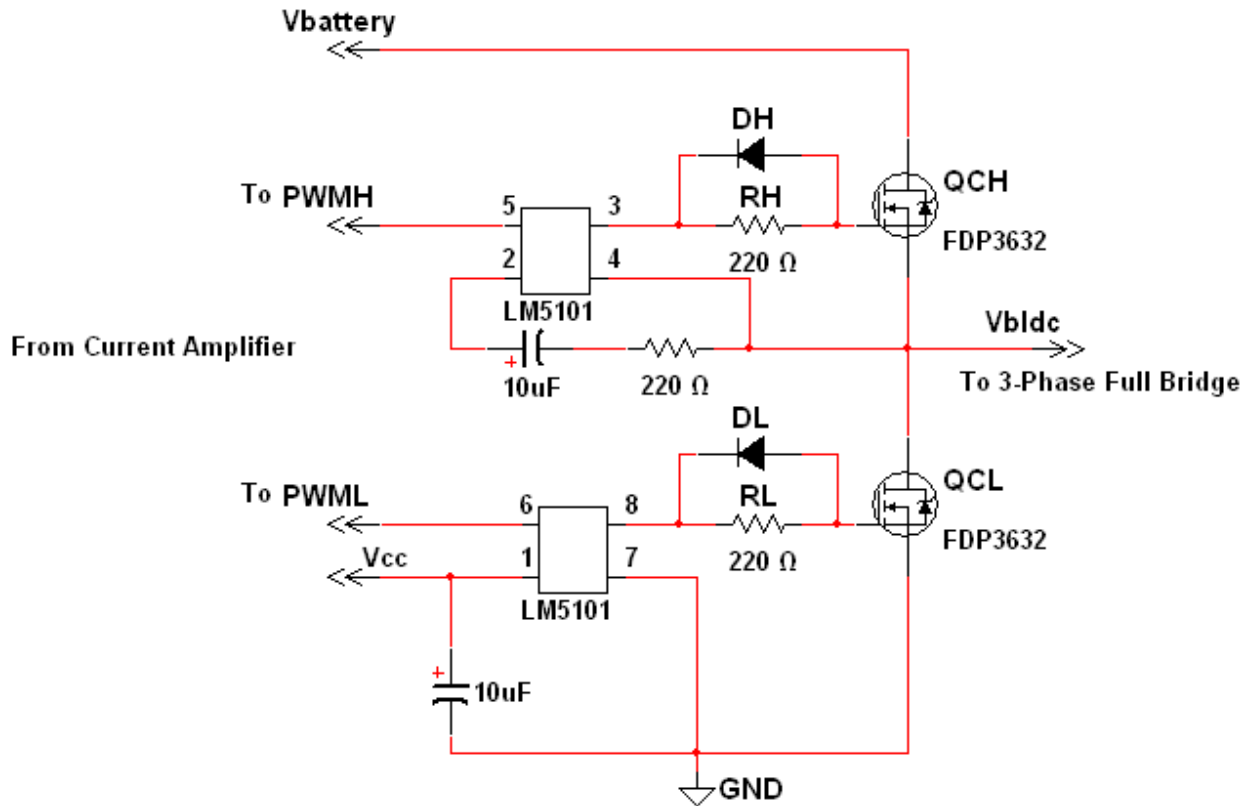 Vbattery
DH
QCH
To PWMH
5
3
RH
FDP3632
2
4
220 Ω
LM5101
Vbldc
From Current Amplifier
+
10uF
220 Ω
To 3-Phase Full Bridge
DL
QCL
To PWML
6
8
RL
FDP3632
Vcc
1
7
220 Ω
LM5101
+
10uF
GND